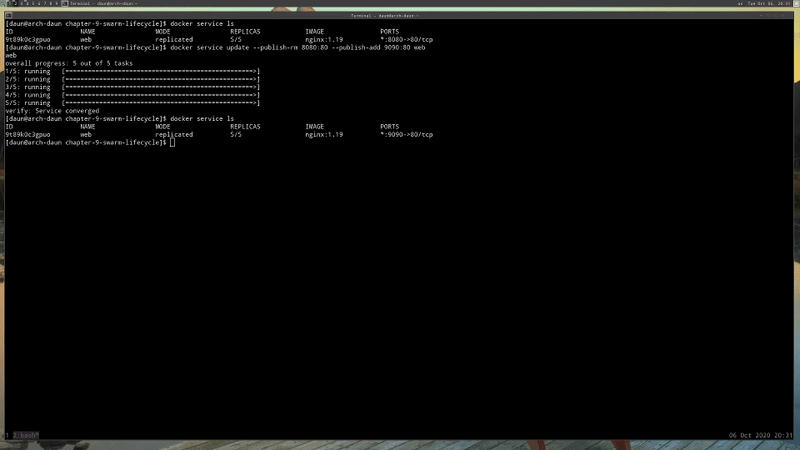 1 2 3 4 5 6 7 8 9 Terminal - daun@arch-daun:~ Tue Oct 06, 20:31
Terminal - daun@arch-daun:~
[daun@arch-daun chapter-9-swarm-lifecycle]$ docker service ls
ID NAME MODE REPLICAS IMAGE PORTS
9t89k0c3gpuo web replicated 5/5 nginx:1.19 *:8080->80/tcp
[daun@arch-daun chapter-9-swarm-lifecycle]$ docker service update --publish-rm 8080:80 --publish-add 9090:80 web
web
overall progress: 5 out of 5 tasks
1/5: running [==================================================>]
2/5: running [==================================================>]
3/5: running [==================================================>]
4/5: running [==================================================>]
5/5: running [==================================================>]
verify: Service converged
[daun@arch-daun chapter-9-swarm-lifecycle]$ docker service ls
ID NAME MODE REPLICAS IMAGE PORTS
9t89k0c3gpuo web replicated 5/5 nginx:1.19 *:9090->80/tcp
[daun@arch-daun chapter-9-swarm-lifecycle]$
1 2:bash* 06 Oct 2020 20:31